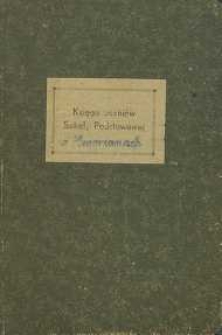 Księga uczniów
Szkoły Podstawowej
w